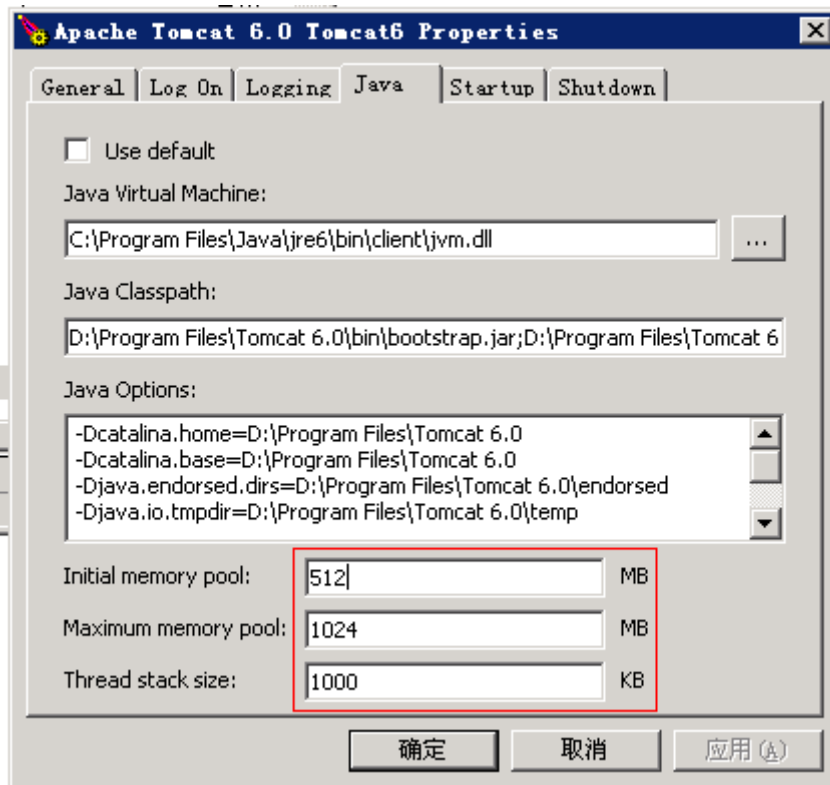 Apache Tomcat 6.0 Tomcat6 Properties
General Log On Logging Java Startup Shutdown
Use default
Java Virtual Machine:
C:\Program Files\Java\jre6\bin\client\jvm.dll ...
Java Classpath:
D:\Program Files\Tomcat 6.0\bin\bootstrap.jar;D:\Program Files\Tomcat 6
Java Options:
-Dcatalina.home=D:\Program Files\Tomcat 6.0
-Dcatalina.base=D:\Program Files\Tomcat 6.0
-Djava.endorsed.dirs=D:\Program Files\Tomcat 6.0\endorsed
-Djava.io.tmpdir=D:\Program Files\Tomcat 6.0\temp
Initial memory pool: 512 MB
Maximum memory pool: 1024 MB
Thread stack size: 1000 KB
确定 取消 应用(A)